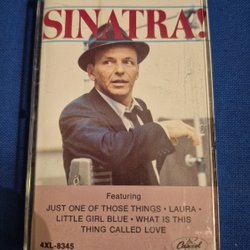 SINATRA!
Featuring
JUST ONE OF THOSE THINGS • LAURA •
LITTLE GIRL BLUE • WHAT IS THIS
THING CALLED LOVE
4XL-8345
Capitol